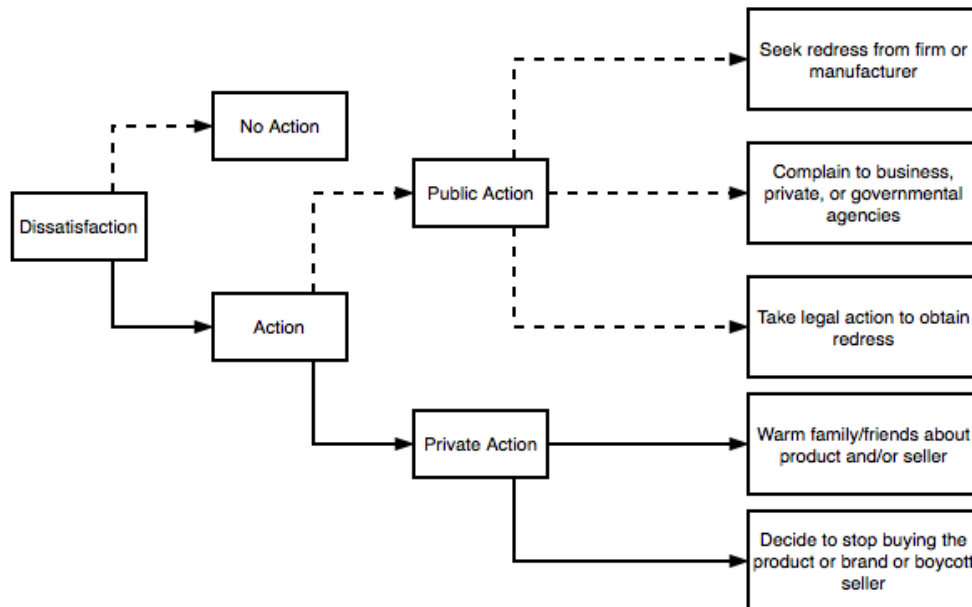 Seek redress from firm or
manufacturer
No Action
Complain to business,
private, or governmental
agencies
Public Action
Dissatisfaction
Action
Take legal action to obtain
redress
Private Action
Warm family/friends about
product and/or seller
Decide to stop buying the
product or brand or boycott
seller